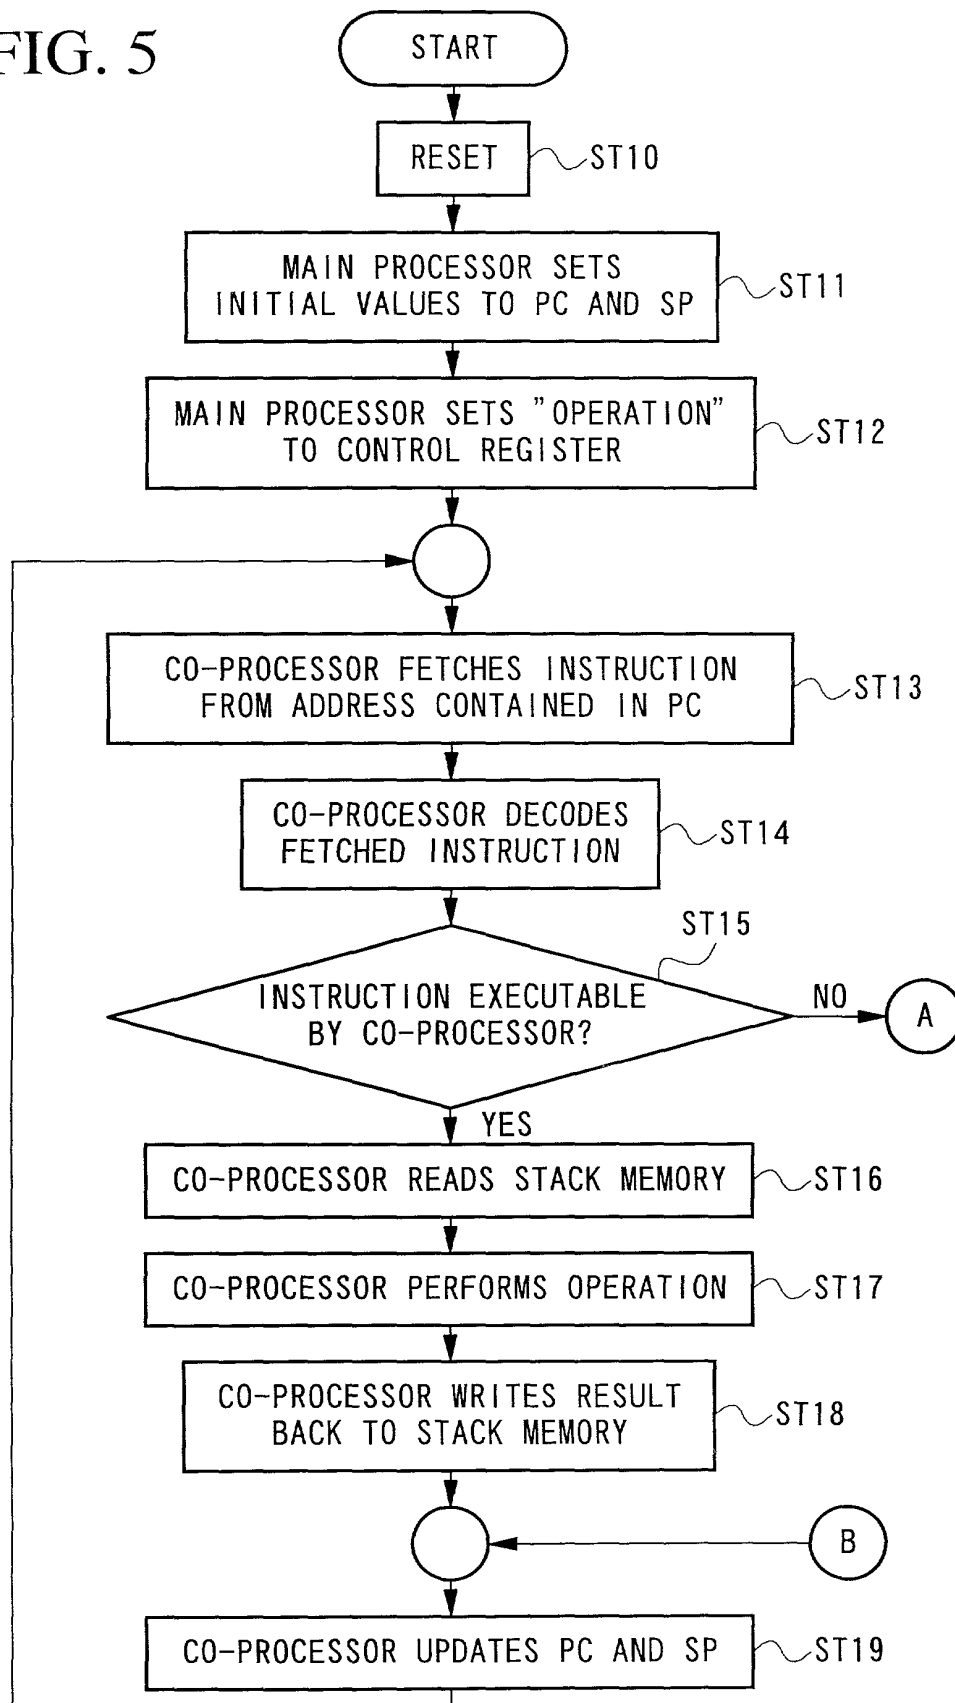 FIG. 5
START
RESET
ST10
MAIN PROCESSOR SETS
INITIAL VALUES TO PC AND SP
ST11
MAIN PROCESSOR SETS "OPERATION"
TO CONTROL REGISTER
ST12
CO-PROCESSOR FETCHES INSTRUCTION
FROM ADDRESS CONTAINED IN PC
ST13
CO-PROCESSOR DECODES
FETCHED INSTRUCTION
ST14
ST15
INSTRUCTION EXECUTABLE
BY CO-PROCESSOR?
NO
A
YES
CO-PROCESSOR READS STACK MEMORY
ST16
CO-PROCESSOR PERFORMS OPERATION
ST17
CO-PROCESSOR WRITES RESULT
BACK TO STACK MEMORY
ST18
B
CO-PROCESSOR UPDATES PC AND SP
ST19